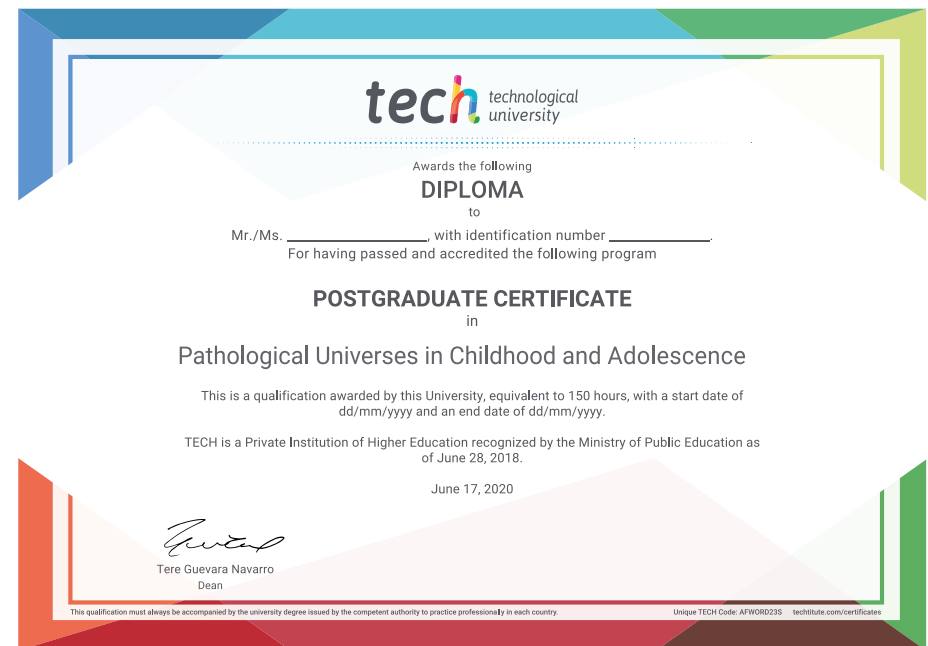 tech technological
university
Awards the following
DIPLOMA
to
Mr./Ms. ____________________, with identification number ______________.
For having passed and accredited the following program
POSTGRADUATE CERTIFICATE
in
Pathological Universes in Childhood and Adolescence
This is a qualification awarded by this University, equivalent to 150 hours, with a start date of
dd/mm/yyyy and an end date of dd/mm/yyyy.
TECH is a Private Institution of Higher Education recognized by the Ministry of Public Education as
of June 28, 2018.
June 17, 2020
Tere Guevara Navarro
Dean
This qualification must always be accompanied by the university degree issued by the competent authority to practice professionally in each country. Unique TECH Code: AFWORD23S techtitute.com/certificates